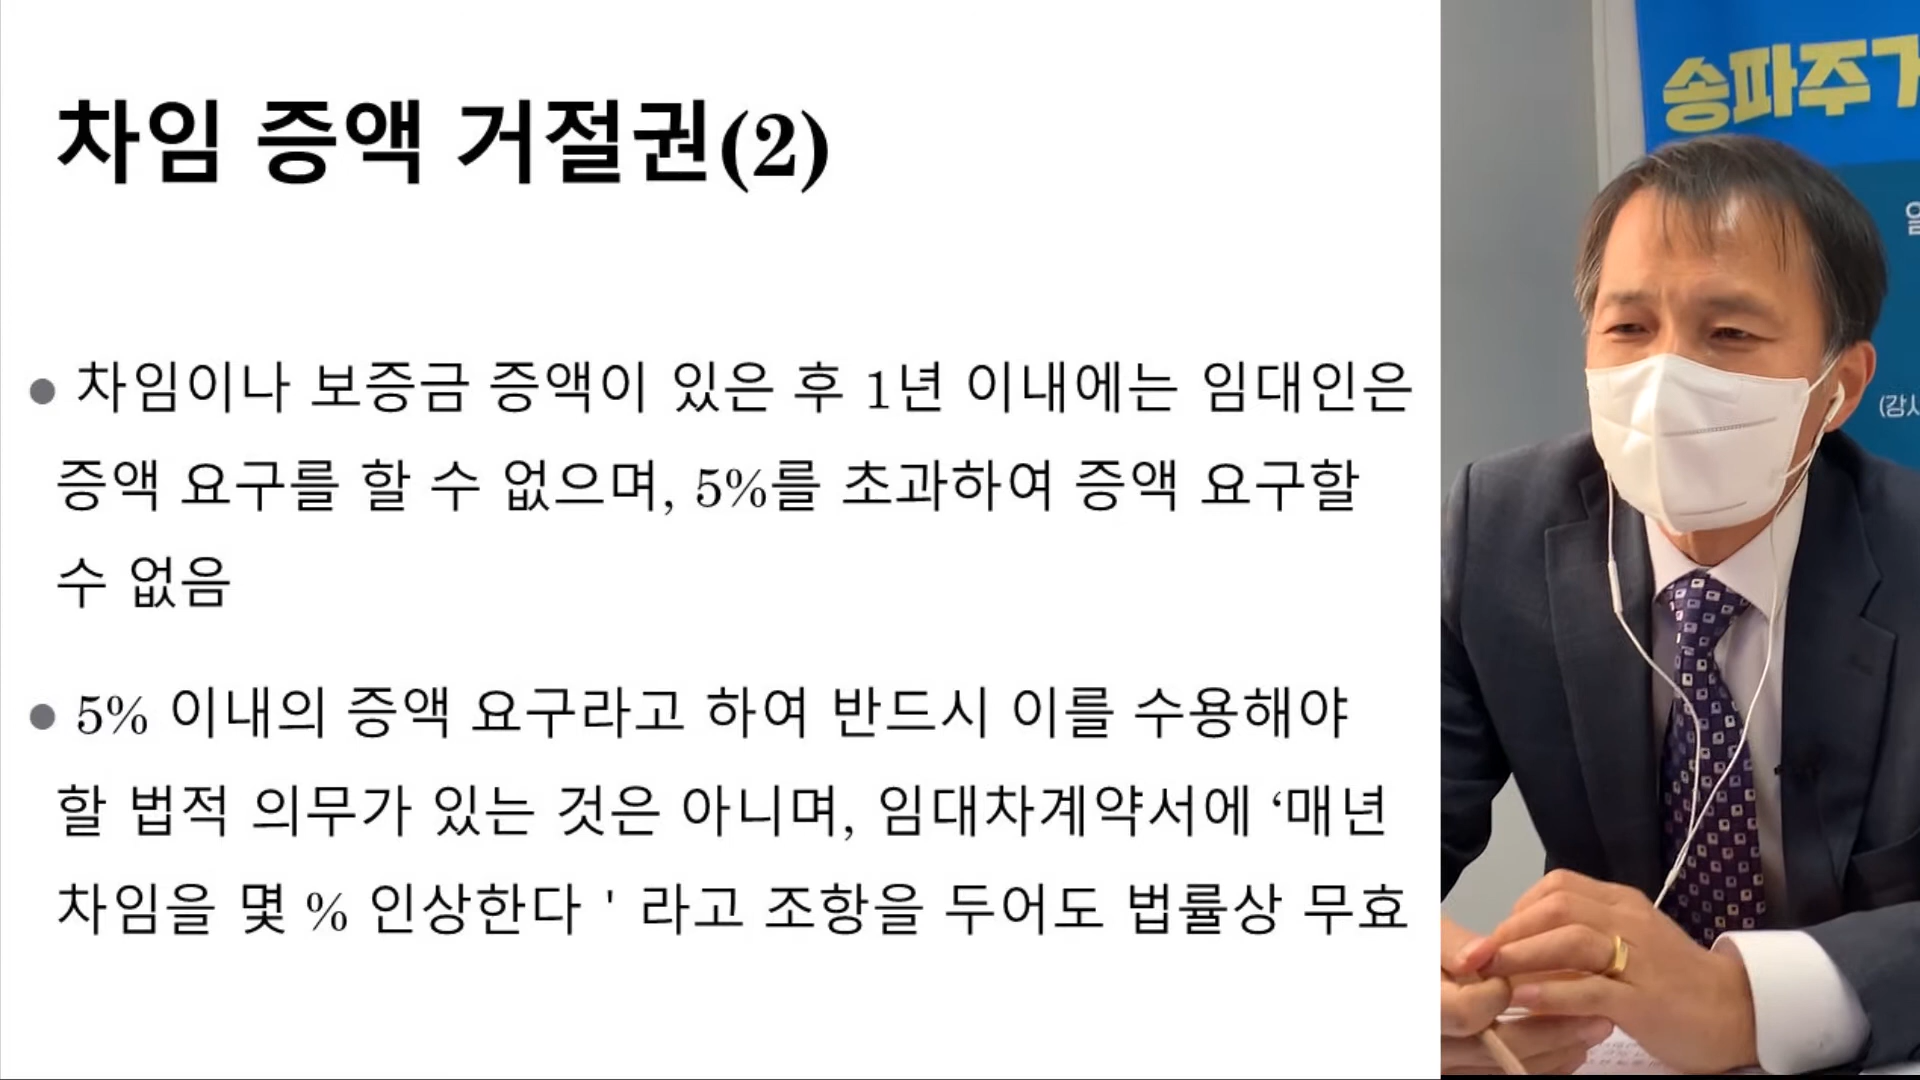 차임 증액 거절권(2)
● 차임이나 보증금 증액이 있은 후 1년 이내에는 임대인은
증액 요구를 할 수 없으며, 5%를 초과하여 증액 요구할
수 없음
● 5% 이내의 증액 요구라고 하여 반드시 이를 수용해야
할 법적 의무가 있는 것은 아니며, 임대차계약서에 ‘매년
차임을 몇 % 인상한다 ' 라고 조항을 두어도 법률상 무효
송파주